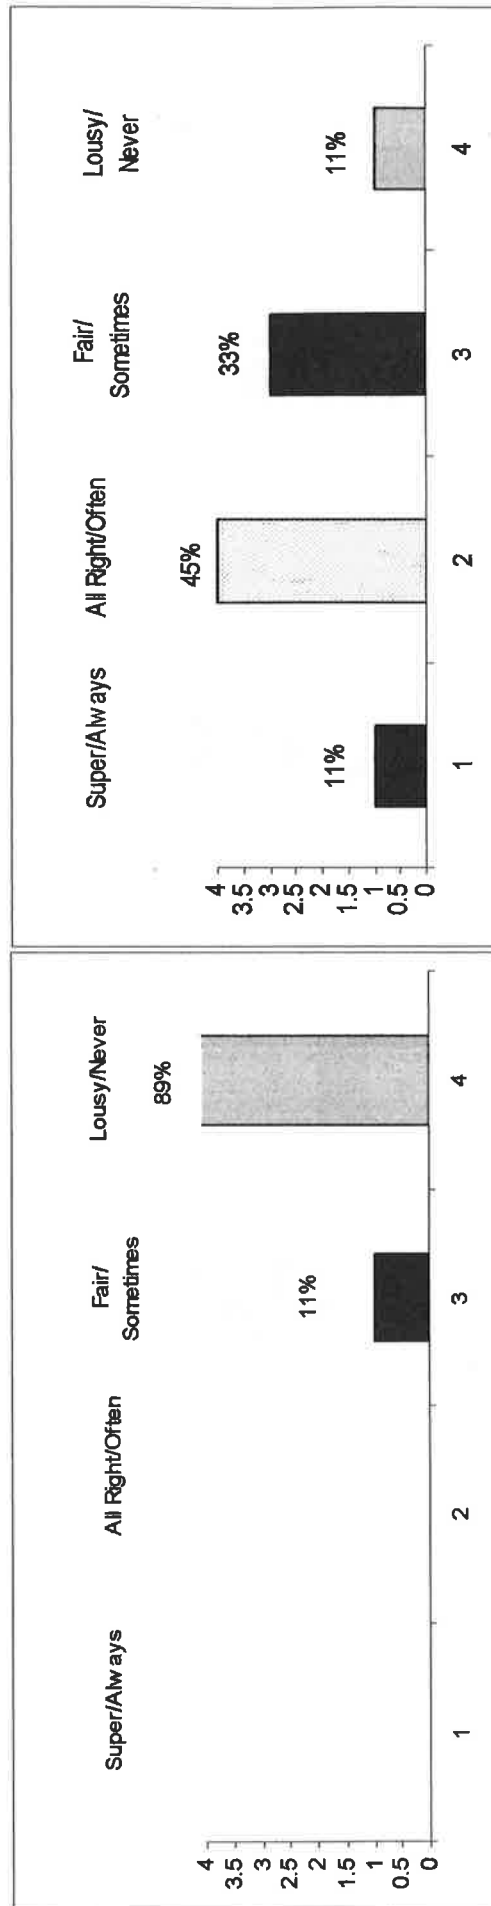 Super/Always
All Right/Often
Fair/
Sometimes
Lousy/Never
11%
89%
4
3.5
3
2.5
2
1.5
1
0.5
0
1
2
3
4
Super/Always
All Right/Often
Fair/
Sometimes
Lousy/
Never
11%
45%
33%
11%
4
3.5
3
2.5
2
1.5
1
0.5
0
1
2
3
4